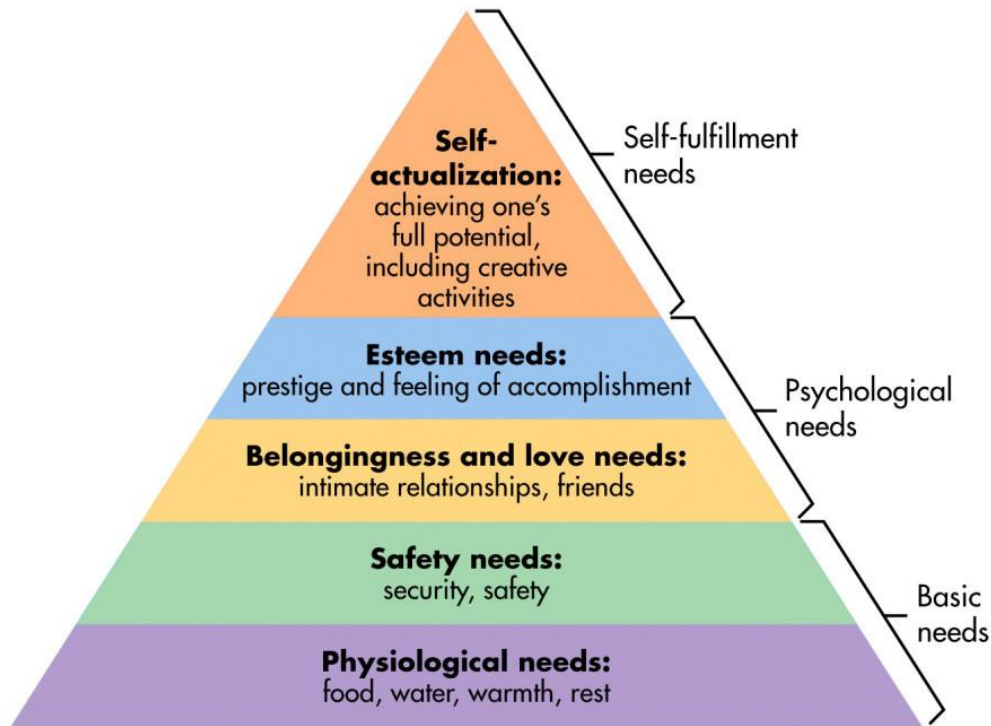 Self-
actualization:
achieving one's
full potential,
including creative
activities
Self-fulfillment
needs
Esteem needs:
prestige and feeling of accomplishment
Psychological
needs
Belongingness and love needs:
intimate relationships, friends
Safety needs:
security, safety
Basic
needs
Physiological needs:
food, water, warmth, rest